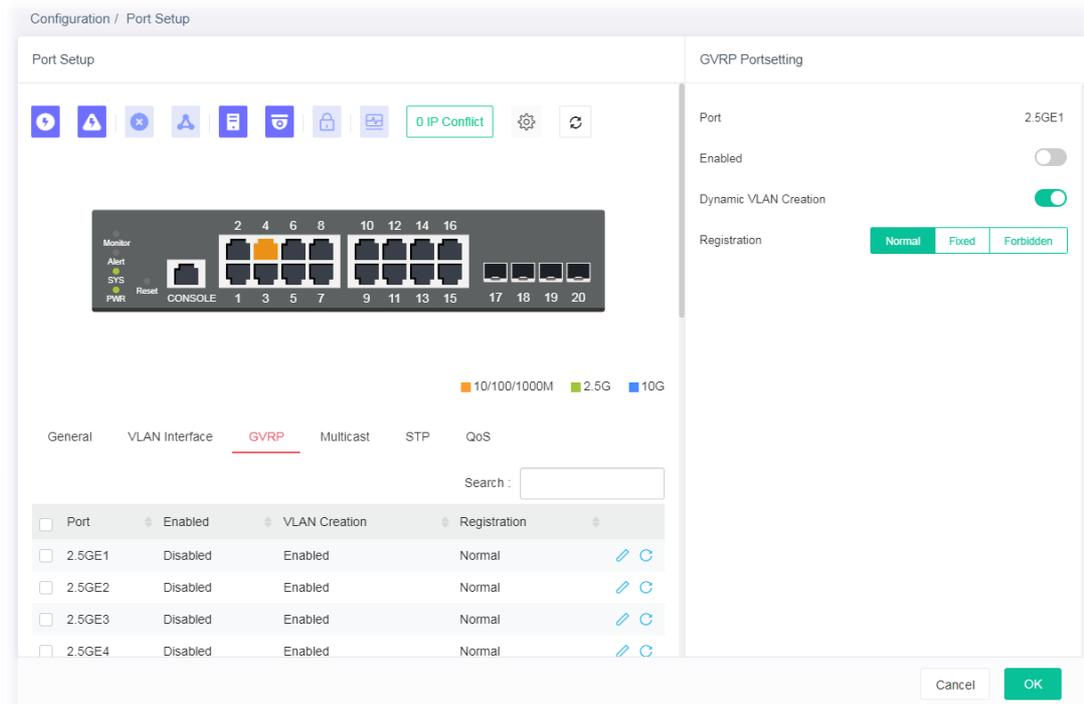 Configuration / Port Setup
Port Setup
GVRP Portsetting
0 IP Conflict
Port 2.5GE1
Enabled
Dynamic VLAN Creation
Registration Normal Fixed Forbidden
2 4 6 8 10 12 14 16
Monitor
Alert
SYS
PWR Reset CONSOLE 1 3 5 7 9 11 13 15 17 18 19 20
10/100/1000M 2.5G 10G
General VLAN Interface GVRP Multicast STP QoS
Search :
Port Enabled VLAN Creation Registration
2.5GE1 Disabled Enabled Normal
2.5GE2 Disabled Enabled Normal
2.5GE3 Disabled Enabled Normal
2.5GE4 Disabled Enabled Normal
Cancel OK